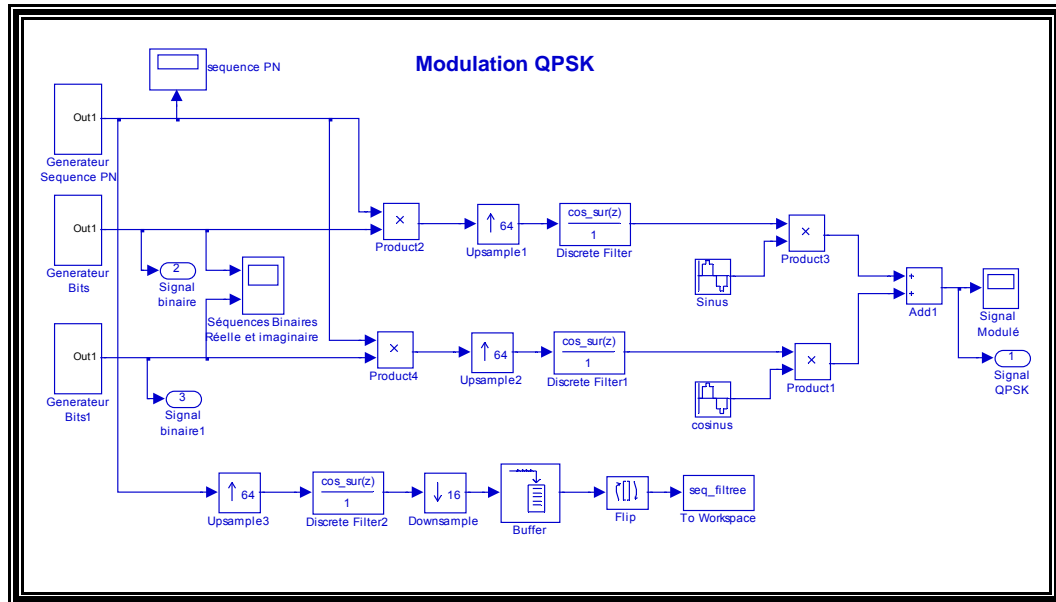 Modulation QPSK
sequence PN
Out1
Generateur
Sequence PN
Out1
Generateur
Bits
2
Signal
binaire
Séquences Binaires
Réelle et imaginaire
×
Product2
↑ 64
Upsample1
cos_sur(z)
1
Discrete Filter
Sinus
×
Product3
+
+
Add1
Signal
Modulé
1
Signal
QPSK
Out1
Generateur
Bits1
3
Signal
binaire1
×
Product4
↑ 64
Upsample2
cos_sur(z)
1
Discrete Filter1
cosinus
×
Product1
↑ 64
Upsample3
cos_sur(z)
1
Discrete Filter2
↓ 16
Downsample
Buffer
Flip
seq_filtree
To Workspace